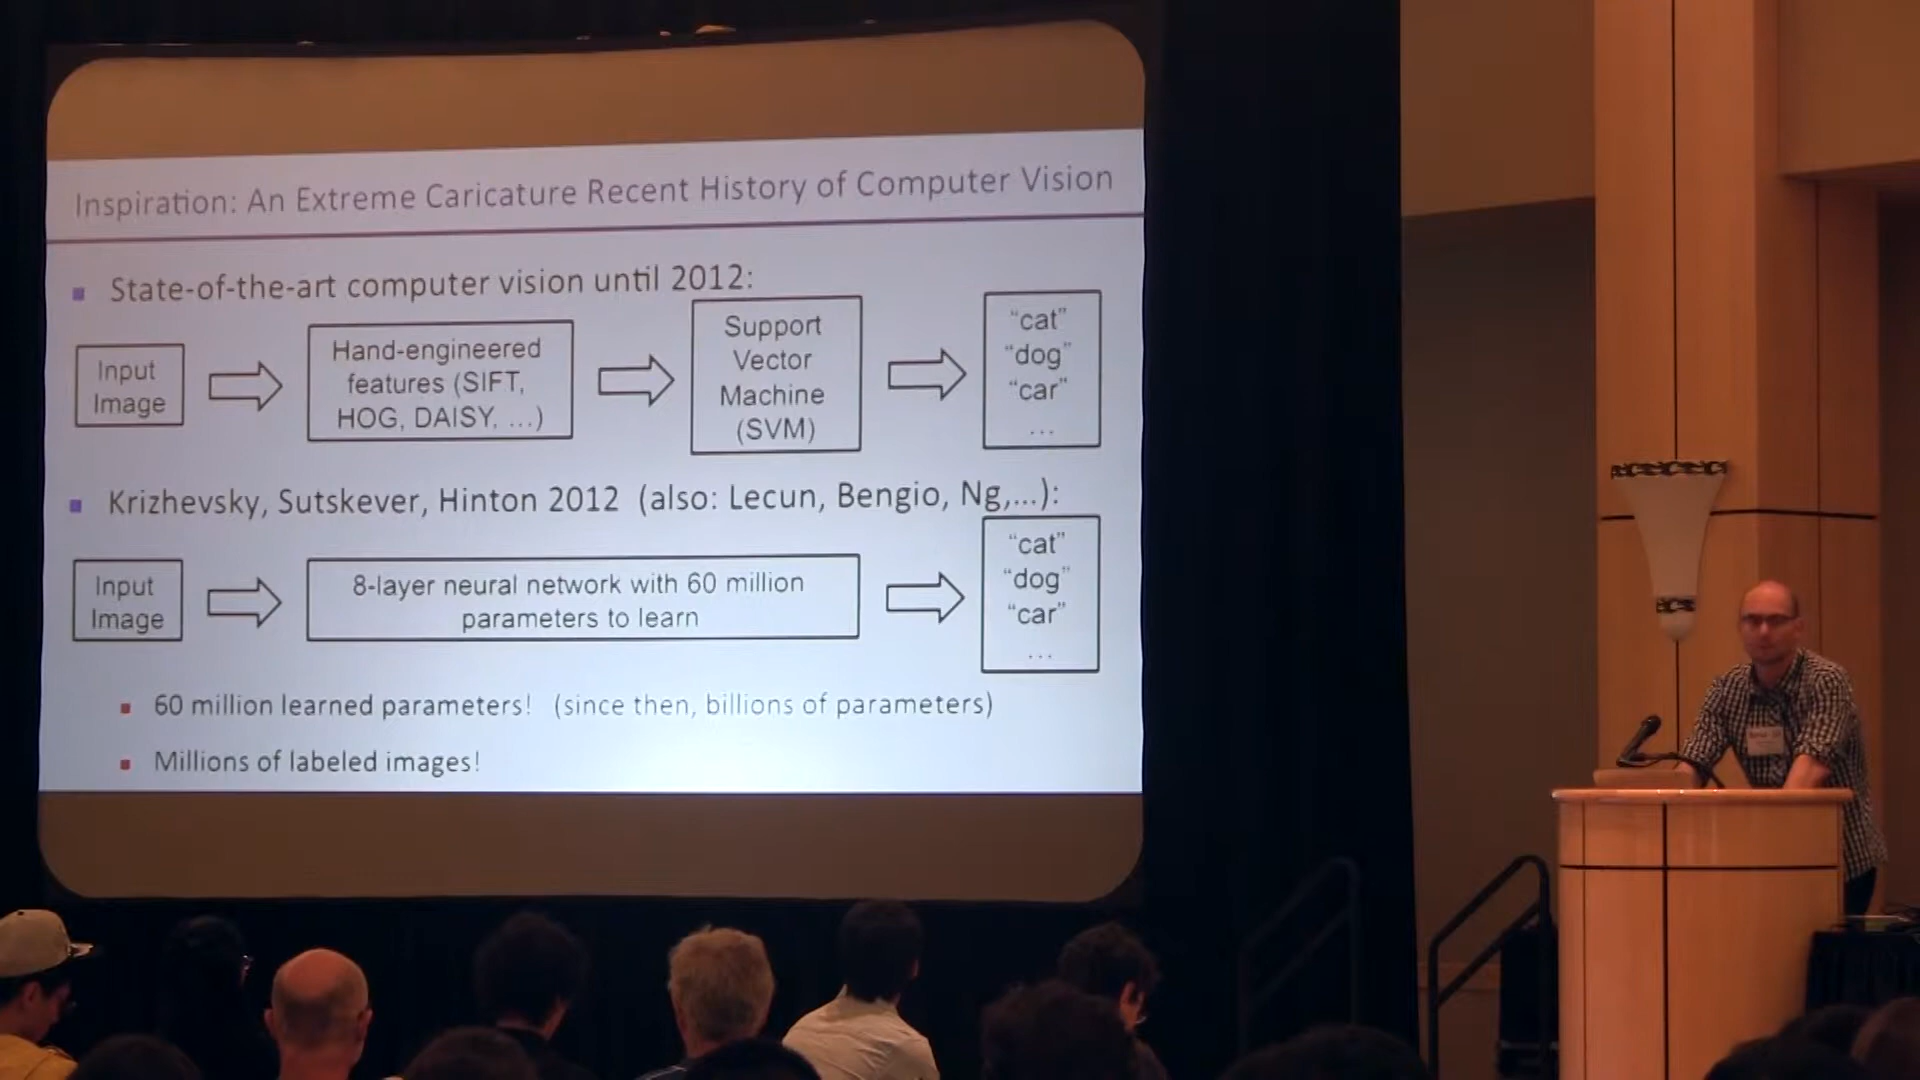 Inspiration: An Extreme Caricature Recent History of Computer Vision
State-of-the-art computer vision until 2012:
Input
Image
Hand-engineered
features (SIFT,
HOG, DAISY, ...)
Support
Vector
Machine
(SVM)
“cat”
“dog”
“car”
...
Krizhevsky, Sutskever, Hinton 2012 (also: Lecun, Bengio, Ng,...):
Input
Image
8-layer neural network with 60 million
parameters to learn
“cat”
“dog”
“car”
...
60 million learned parameters! (since then, billions of parameters)
Millions of labeled images!